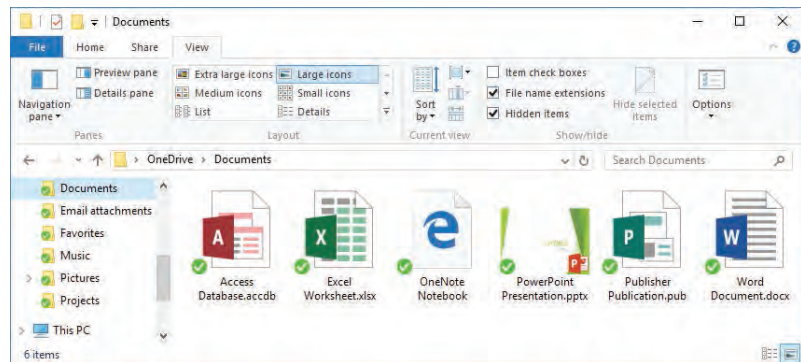 Documents
File Home Share View
Preview pane
Details pane
Navigation pane
Panes
Extra large icons Large icons
Medium icons Small icons
List Details
Layout
Sort by
Current view
Item check boxes
File name extensions
Hidden items
Hide selected items
Show/hide
Options
OneDrive > Documents
Search Documents
Documents
Email attachments
Favorites
Music
Pictures
Projects
This PC
A
Access
Database.accdb
X
Excel
Worksheet.xlsx
OneNote
Notebook
P
PowerPoint
Presentation.pptx
P
Publisher
Publication.pub
W
Word
Document.docx
6 items